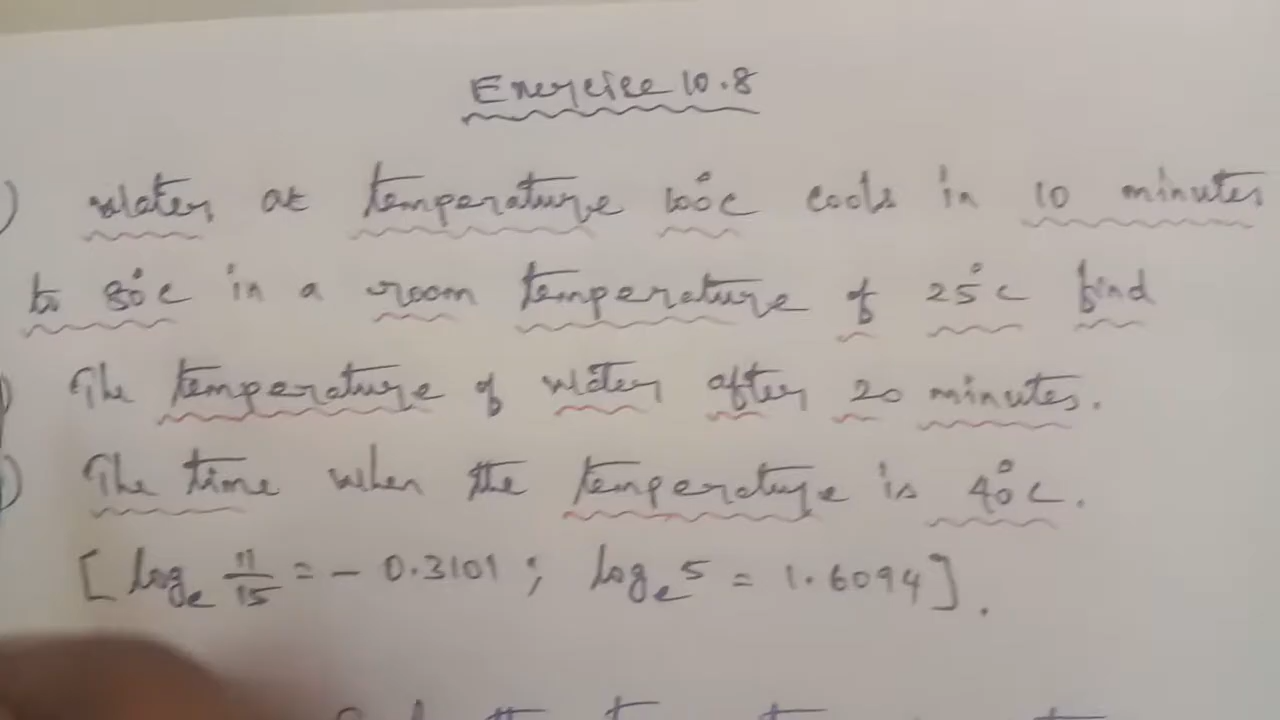 Exercise 10.8
) Water at temperature 100°c cools in 10 minutes
to 80°c in a room temperature of 25°c find
) The temperature of water after 20 minutes.
) The time when the temperature is 40°c.
[log_e 11/15 = - 0.3101 ; log_e 5 = 1.6094].